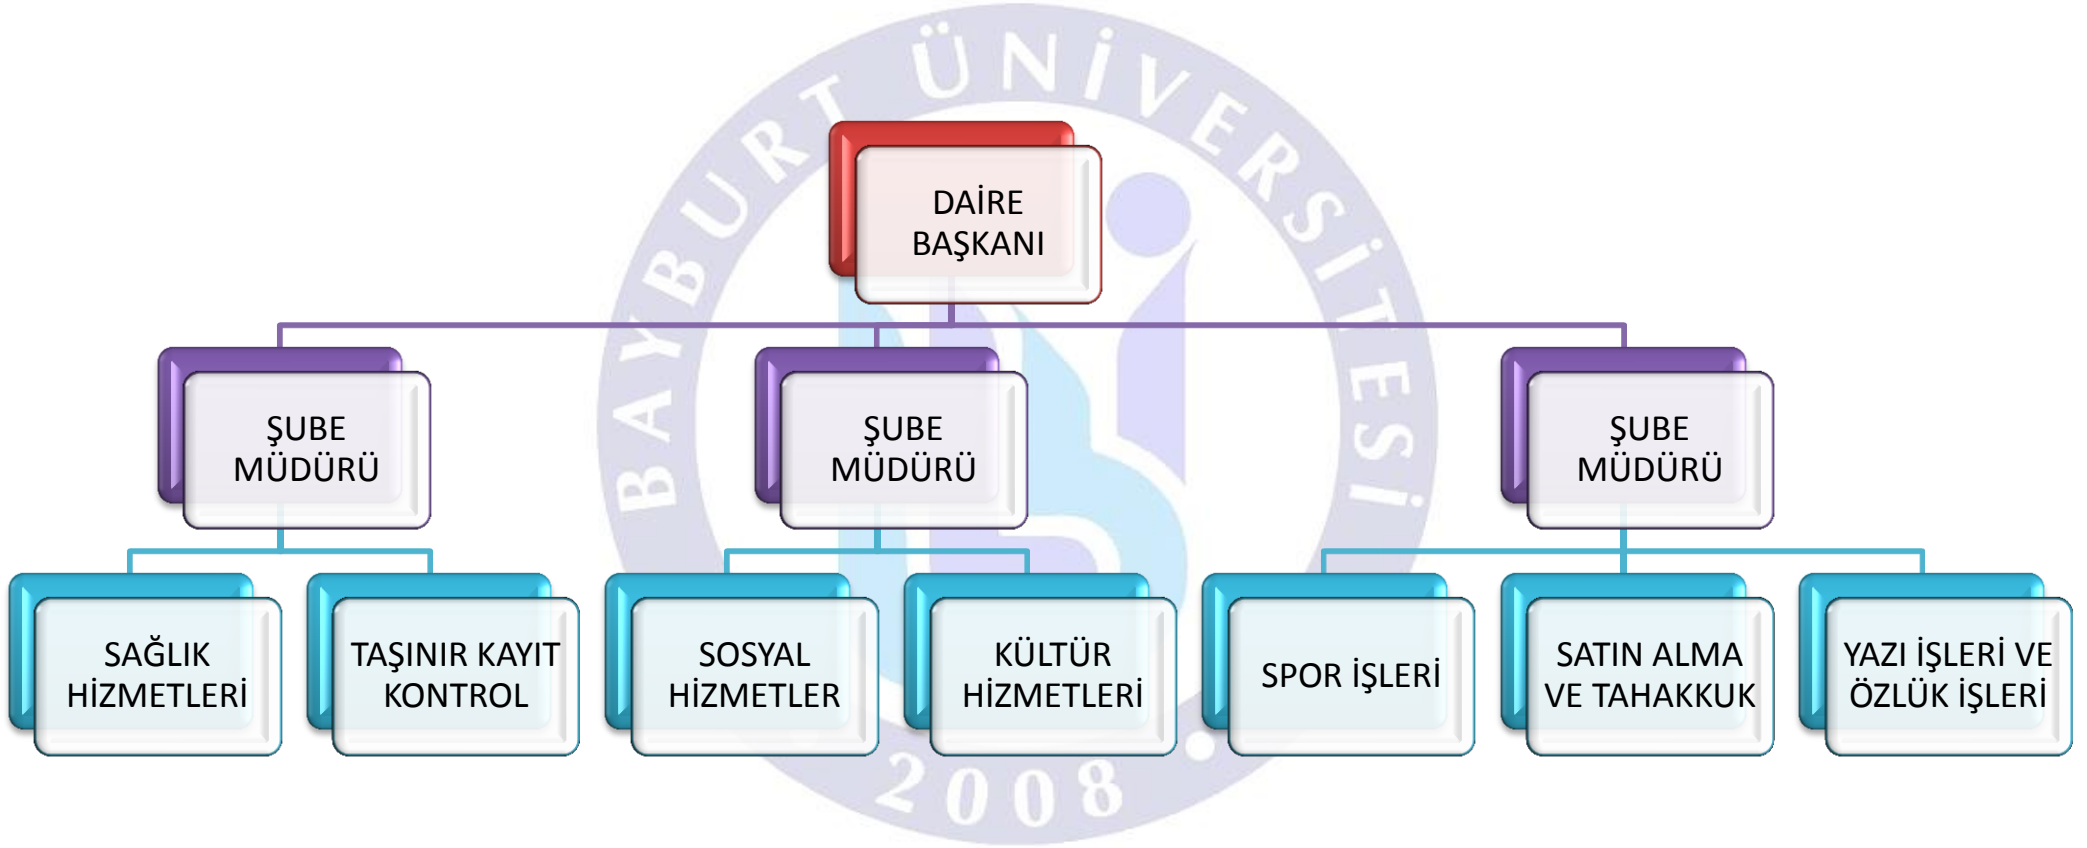 BAYBURT ÜNİVERSİTESİ
DAİRE
BAŞKANI
ŞUBE
MÜDÜRÜ
ŞUBE
MÜDÜRÜ
ŞUBE
MÜDÜRÜ
SAĞLIK
HİZMETLERİ
TAŞINIR KAYIT
KONTROL
SOSYAL
HİZMETLER
KÜLTÜR
HİZMETLERİ
SPOR İŞLERİ
SATIN ALMA
VE TAHAKKUK
YAZI İŞLERİ VE
ÖZLÜK İŞLERİ
2008